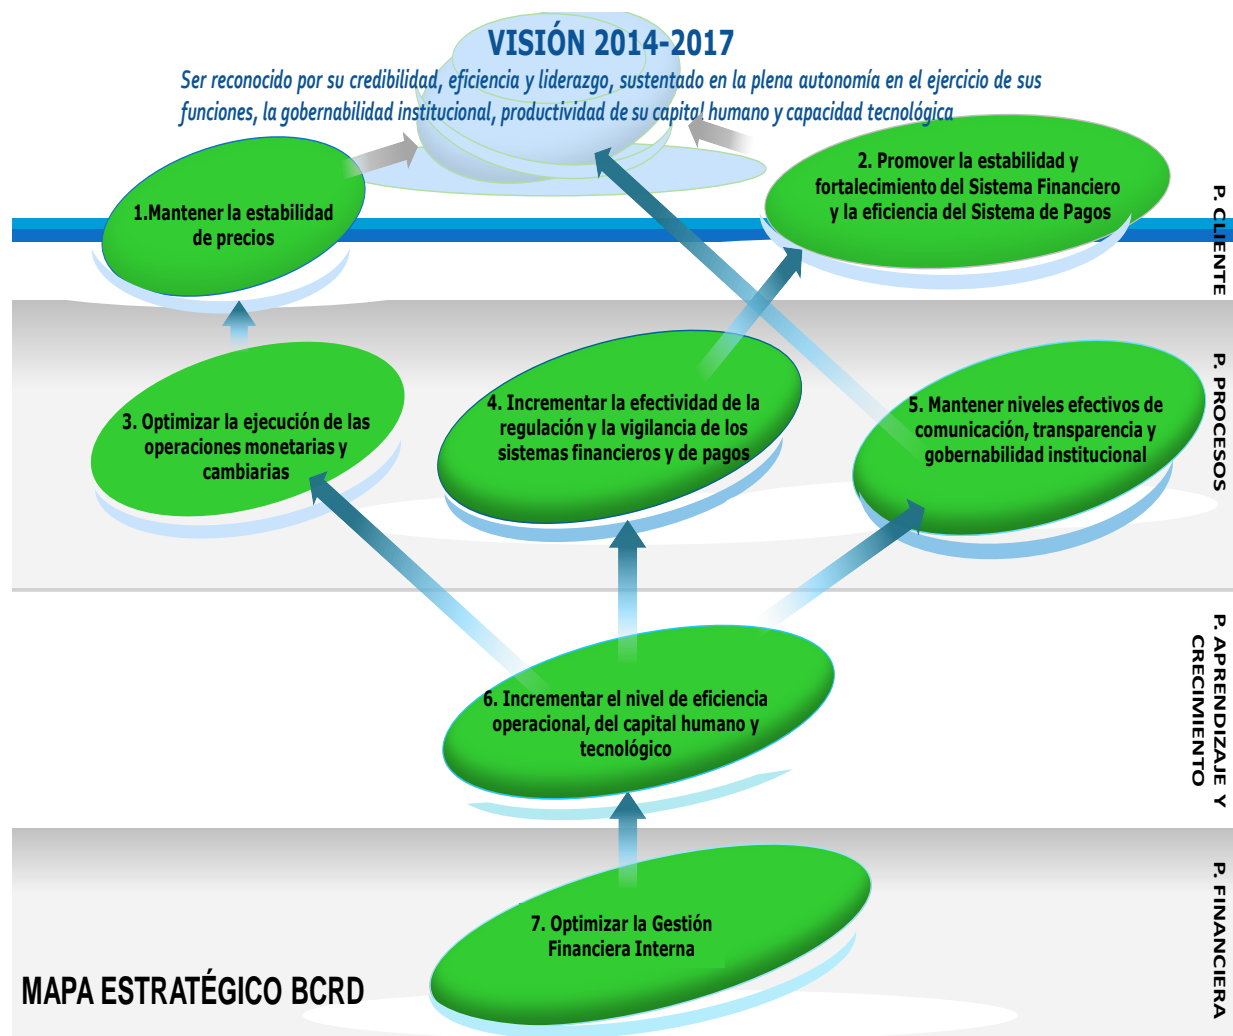 VISIÓN 2014-2017
Ser reconocido por su credibilidad, eficiencia y liderazgo, sustentado en la plena autonomía en el ejercicio de sus
funciones, la gobernabilidad institucional, productividad de su capital humano y capacidad tecnológica
1.Mantener la estabilidad
de precios
2. Promover la estabilidad y
fortalecimiento del Sistema Financiero
y la eficiencia del Sistema de Pagos
P. CLIENTE
3. Optimizar la ejecución de las
operaciones monetarias y
cambiarias
4. Incrementar la efectividad de la
regulación y la vigilancia de los
sistemas financieros y de pagos
5. Mantener niveles efectivos de
comunicación, transparencia y
gobernabilidad institucional
P. PROCESOS
6. Incrementar el nivel de eficiencia
operacional, del capital humano y
tecnológico
P. APRENDIZAJE Y
CRECIMIENTO
7. Optimizar la Gestión
Financiera Interna
P. FINANCIERA
MAPA ESTRATÉGICO BCRD